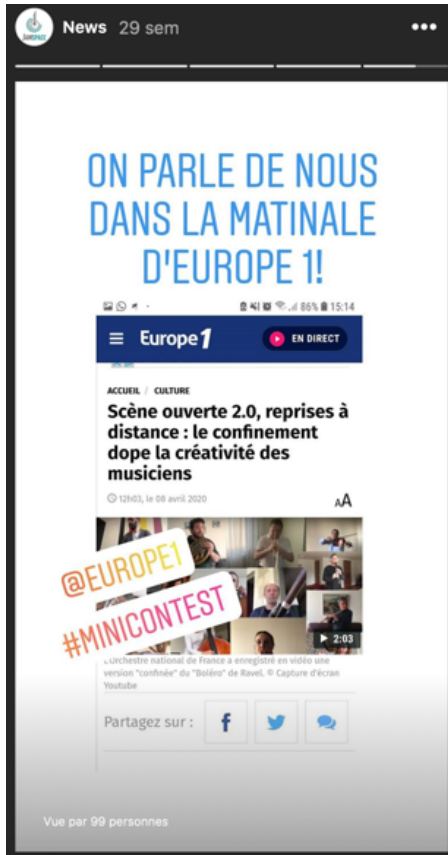 JAMSPACE
News 29 sem
ON PARLE DE NOUS
DANS LA MATINALE
D'EUROPE 1!
86% 15:14
Europe 1
EN DIRECT
ACCUEIL / CULTURE
Scène ouverte 2.0, reprises à
distance : le confinement
dope la créativité des
musiciens
12h03, le 08 avril 2020
AA
@EUROPE1
#MINICONTEST
2:03
L'Orchestre national de France a enregistré en vidéo une
version "confinée" du "Boléro" de Ravel. © Capture d'écran
Youtube
Partagez sur :
Vue par 99 personnes